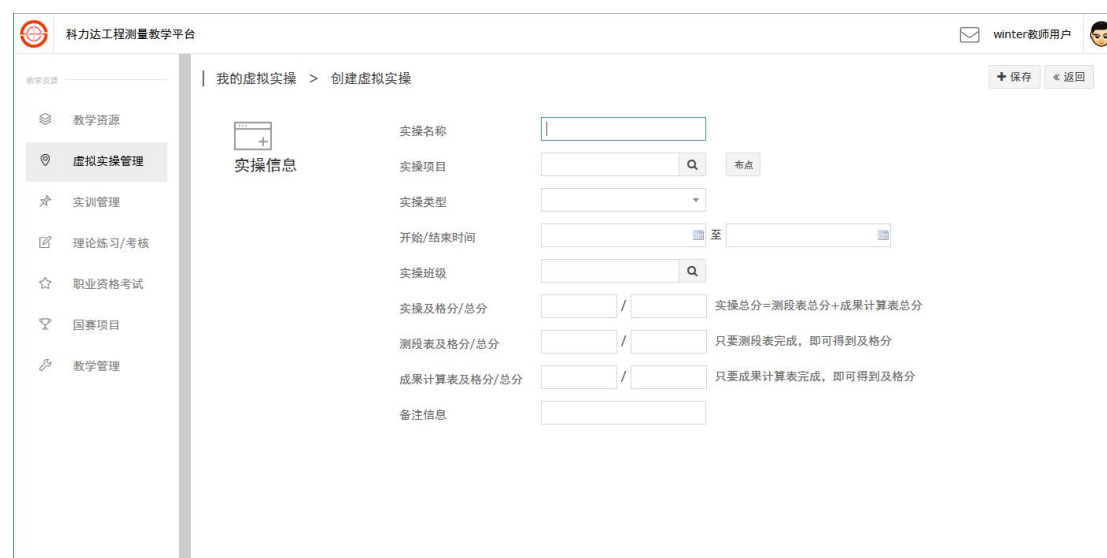 科力达工程测量教学平台
winter教师用户
教学资源
我的虚拟实操 > 创建虚拟实操
保存
« 返回
教学资源
虚拟实操管理
实训管理
理论练习/考核
职业资格考试
国赛项目
教学管理
实操信息
实操名称
实操项目
布点
实操类型
开始/结束时间
至
实操班级
实操及格分/总分
/
实操总分=测段表总分+成果计算表总分
测段表及格分/总分
/
只要测段表完成，即可得到及格分
成果计算表及格分/总分
/
只要成果计算表完成，即可得到及格分
备注信息